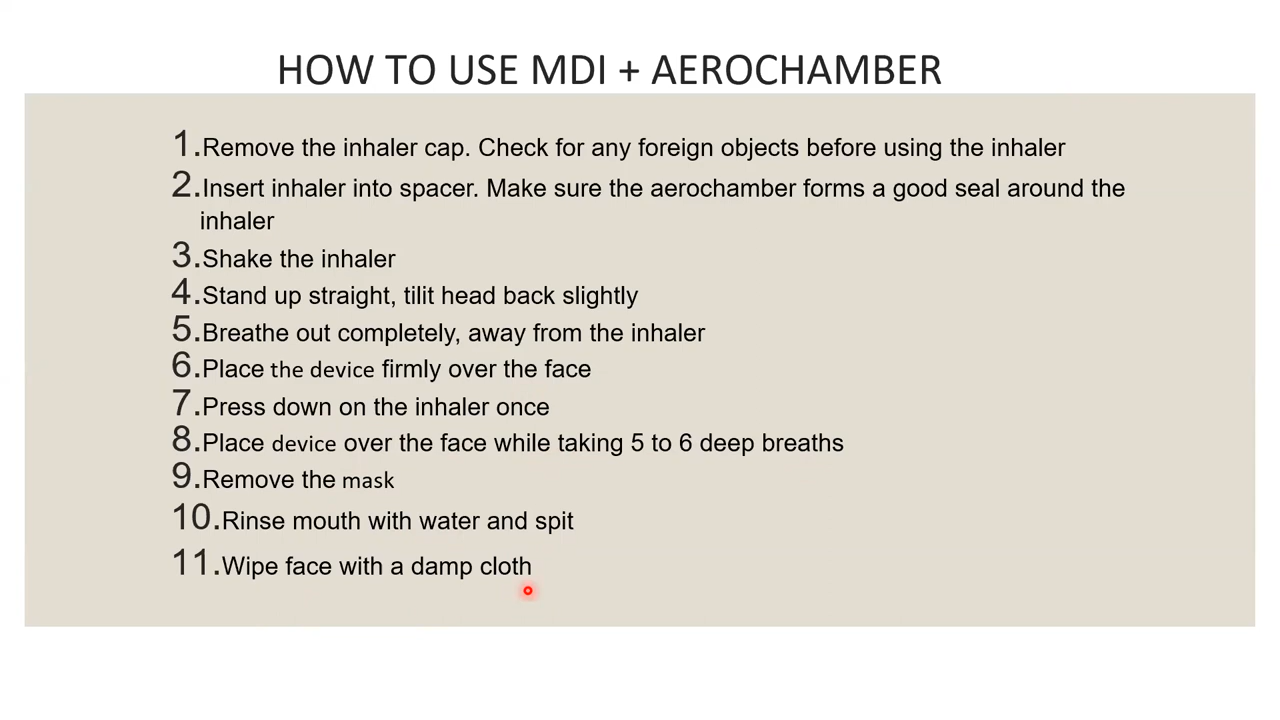 HOW TO USE MDI + AEROCHAMBER
1.Remove the inhaler cap. Check for any foreign objects before using the inhaler
2.Insert inhaler into spacer. Make sure the aerochamber forms a good seal around the
inhaler
3.Shake the inhaler
4.Stand up straight, tilit head back slightly
5.Breathe out completely, away from the inhaler
6.Place the device firmly over the face
7.Press down on the inhaler once
8.Place device over the face while taking 5 to 6 deep breaths
9.Remove the mask
10.Rinse mouth with water and spit
11.Wipe face with a damp cloth